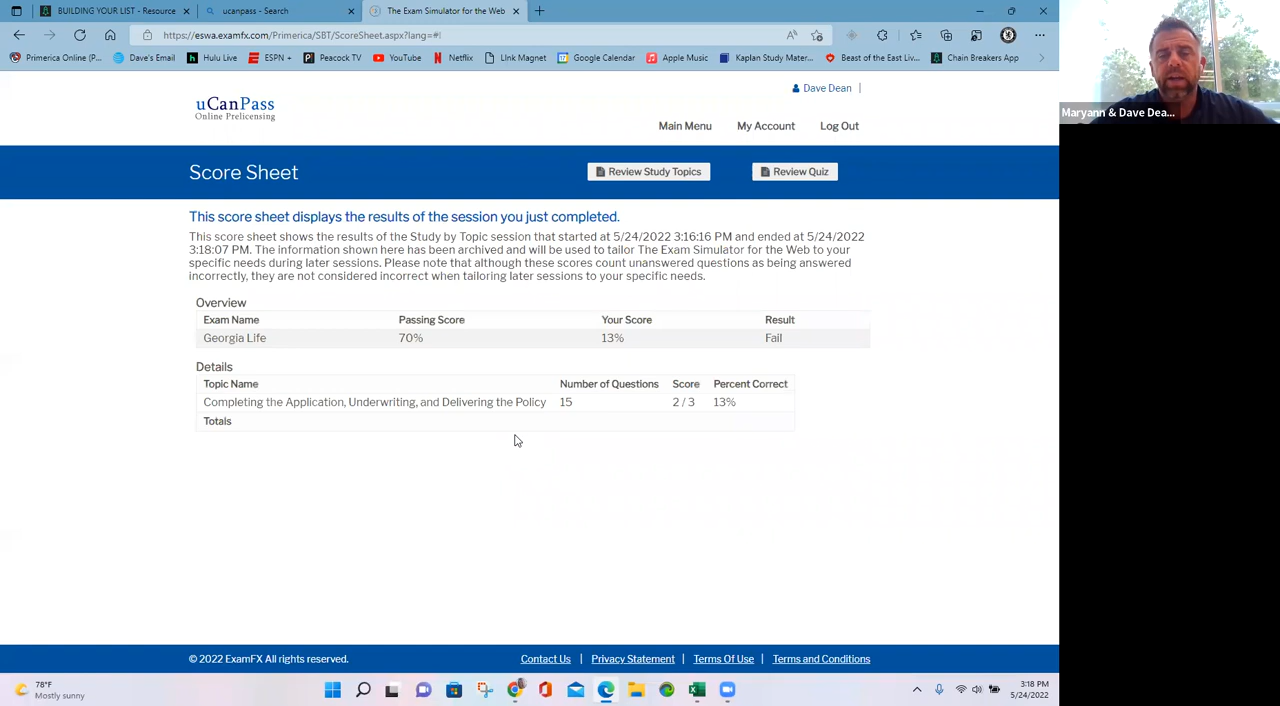 BUILDING YOUR LIST - Resource
ucanpass - Search
The Exam Simulator for the Web
https://eswa.examfx.com/Primerica/SBT/ScoreSheet.aspx?lang=#!
Primerica Online (P...
Dave's Email
Hulu Live
ESPN +
Peacock TV
YouTube
Netflix
LInk Magnet
Google Calendar
Apple Music
Kaplan Study Mater...
Beast of the East Liv...
Chain Breakers App
uCanPass
Online Prelicensing
Dave Dean
Main Menu
My Account
Log Out
Maryann & Dave Dea...
Score Sheet
Review Study Topics
Review Quiz
This score sheet displays the results of the session you just completed.
This score sheet shows the results of the Study by Topic session that started at 5/24/2022 3:16:16 PM and ended at 5/24/2022
3:18:07 PM. The information shown here has been archived and will be used to tailor The Exam Simulator for the Web to your
specific needs during later sessions. Please note that although these scores count unanswered questions as being answered
incorrectly, they are not considered incorrect when tailoring later sessions to your specific needs.
Overview
Exam Name Passing Score Your Score Result
Georgia Life 70% 13% Fail
Details
Topic Name Number of Questions Score Percent Correct
Completing the Application, Underwriting, and Delivering the Policy 15 2 / 3 13%
Totals
© 2022 ExamFX All rights reserved.
Contact Us | Privacy Statement | Terms Of Use | Terms and Conditions
78°F
Mostly sunny
3:18 PM
5/24/2022